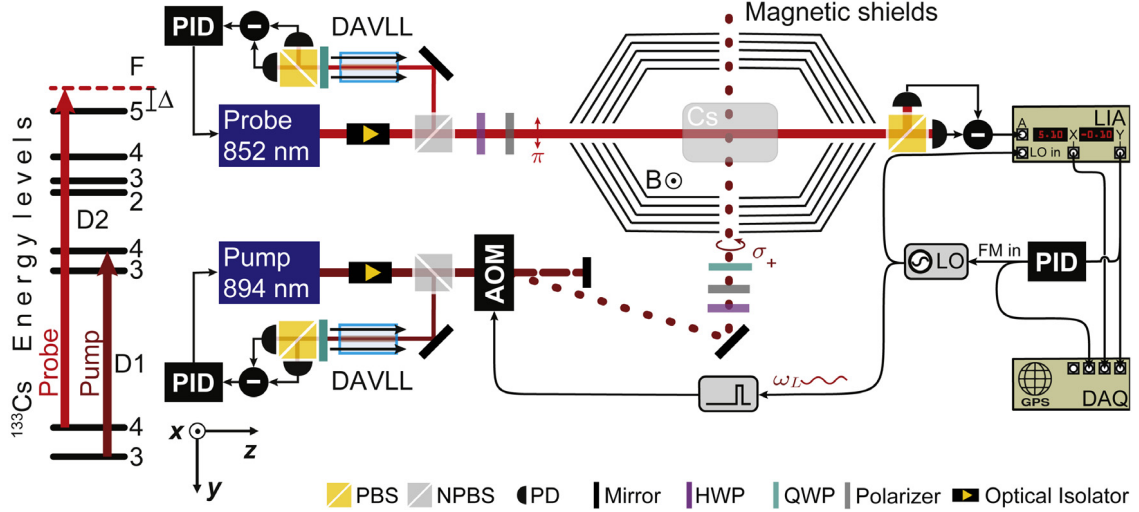 PID
DAVLL
Magnetic shields
F
Δ
5
4
3
2
D2
4
3
D1
4
3
¹³³Cs Energy levels
Probe
Pump
Probe
852 nm
π
Cs
B
A
5.10
X
-0.10
Y
LIA
LO in
σ+
Pump
894 nm
AOM
LO
FM in
PID
PID
DAVLL
ωL
GPS
DAQ
x
z
y
PBS
NPBS
PD
Mirror
HWP
QWP
Polarizer
Optical Isolator